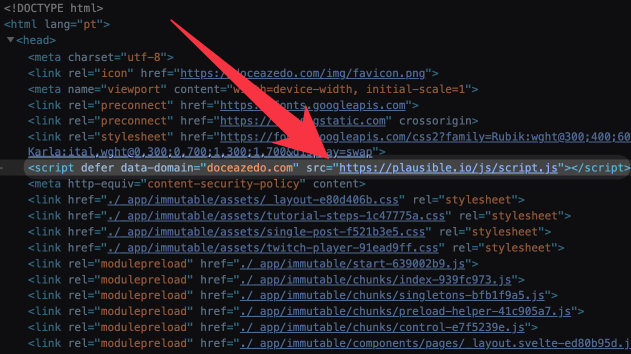 <!DOCTYPE html>
<html lang="pt">
<head>
<meta charset="utf-8">
<link rel="icon" href="https://doceazedo.com/img/favicon.png">
<meta name="viewport" content="width=device-width, initial-scale=1">
<link rel="preconnect" href="https://fonts.googleapis.com">
<link rel="preconnect" href="https:// gstatic.com" crossorigin>
<link rel="stylesheet" href="https://fo googleapis.com/css2?family=Rubik:wght@300;400;60
Karla:ital,wght@0,300;0,700;1,300;1,700&display=swap">
<script defer data-domain="doceazedo.com" src="https://plausible.io/js/script.js"></script>
<meta http-equiv="content-security-policy" content>
<link href="./_app/immutable/assets/_layout-e80d406b.css" rel="stylesheet">
<link href="./_app/immutable/assets/tutorial-steps-1c47775a.css" rel="stylesheet">
<link href="./_app/immutable/assets/single-post-f521b3e5.css" rel="stylesheet">
<link href="./_app/immutable/assets/twitch-player-91ead9ff.css" rel="stylesheet">
<link rel="modulepreload" href="./_app/immutable/start-639002b9.js">
<link rel="modulepreload" href="./_app/immutable/chunks/index-939fc973.js">
<link rel="modulepreload" href="./_app/immutable/chunks/singletons-bfb1f9a5.js">
<link rel="modulepreload" href="./_app/immutable/chunks/preload-helper-41c905a7.js">
<link rel="modulepreload" href="./_app/immutable/chunks/control-e7f5239e.js">
<link rel="modulepreload" href="./_app/immutable/components/pages/_layout.svelte-ed80b95d.j